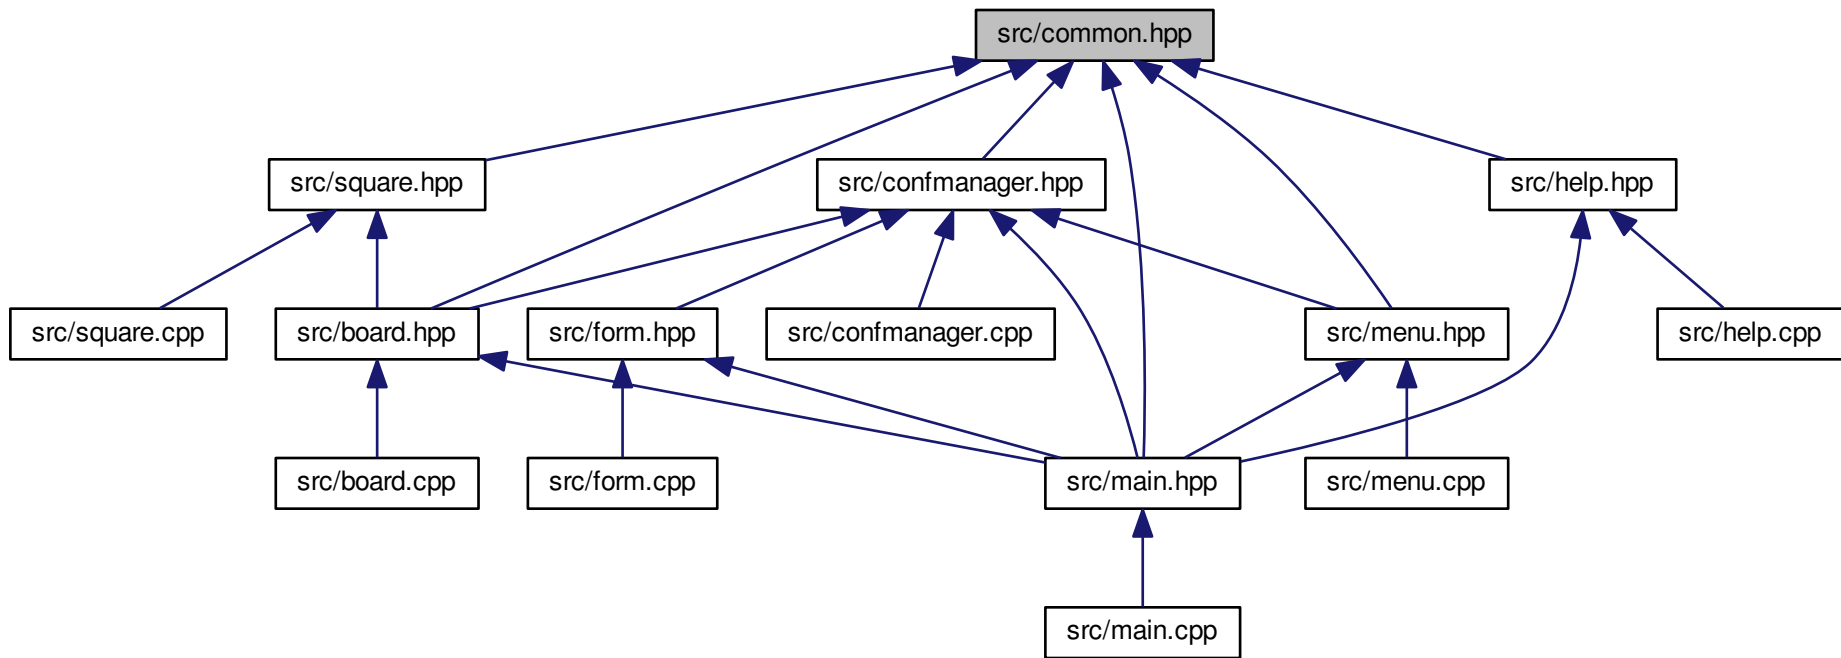 src/common.hpp
src/square.hpp
src/confmanager.hpp
src/help.hpp
src/square.cpp
src/board.hpp
src/form.hpp
src/confmanager.cpp
src/menu.hpp
src/help.cpp
src/board.cpp
src/form.cpp
src/main.hpp
src/menu.cpp
src/main.cpp